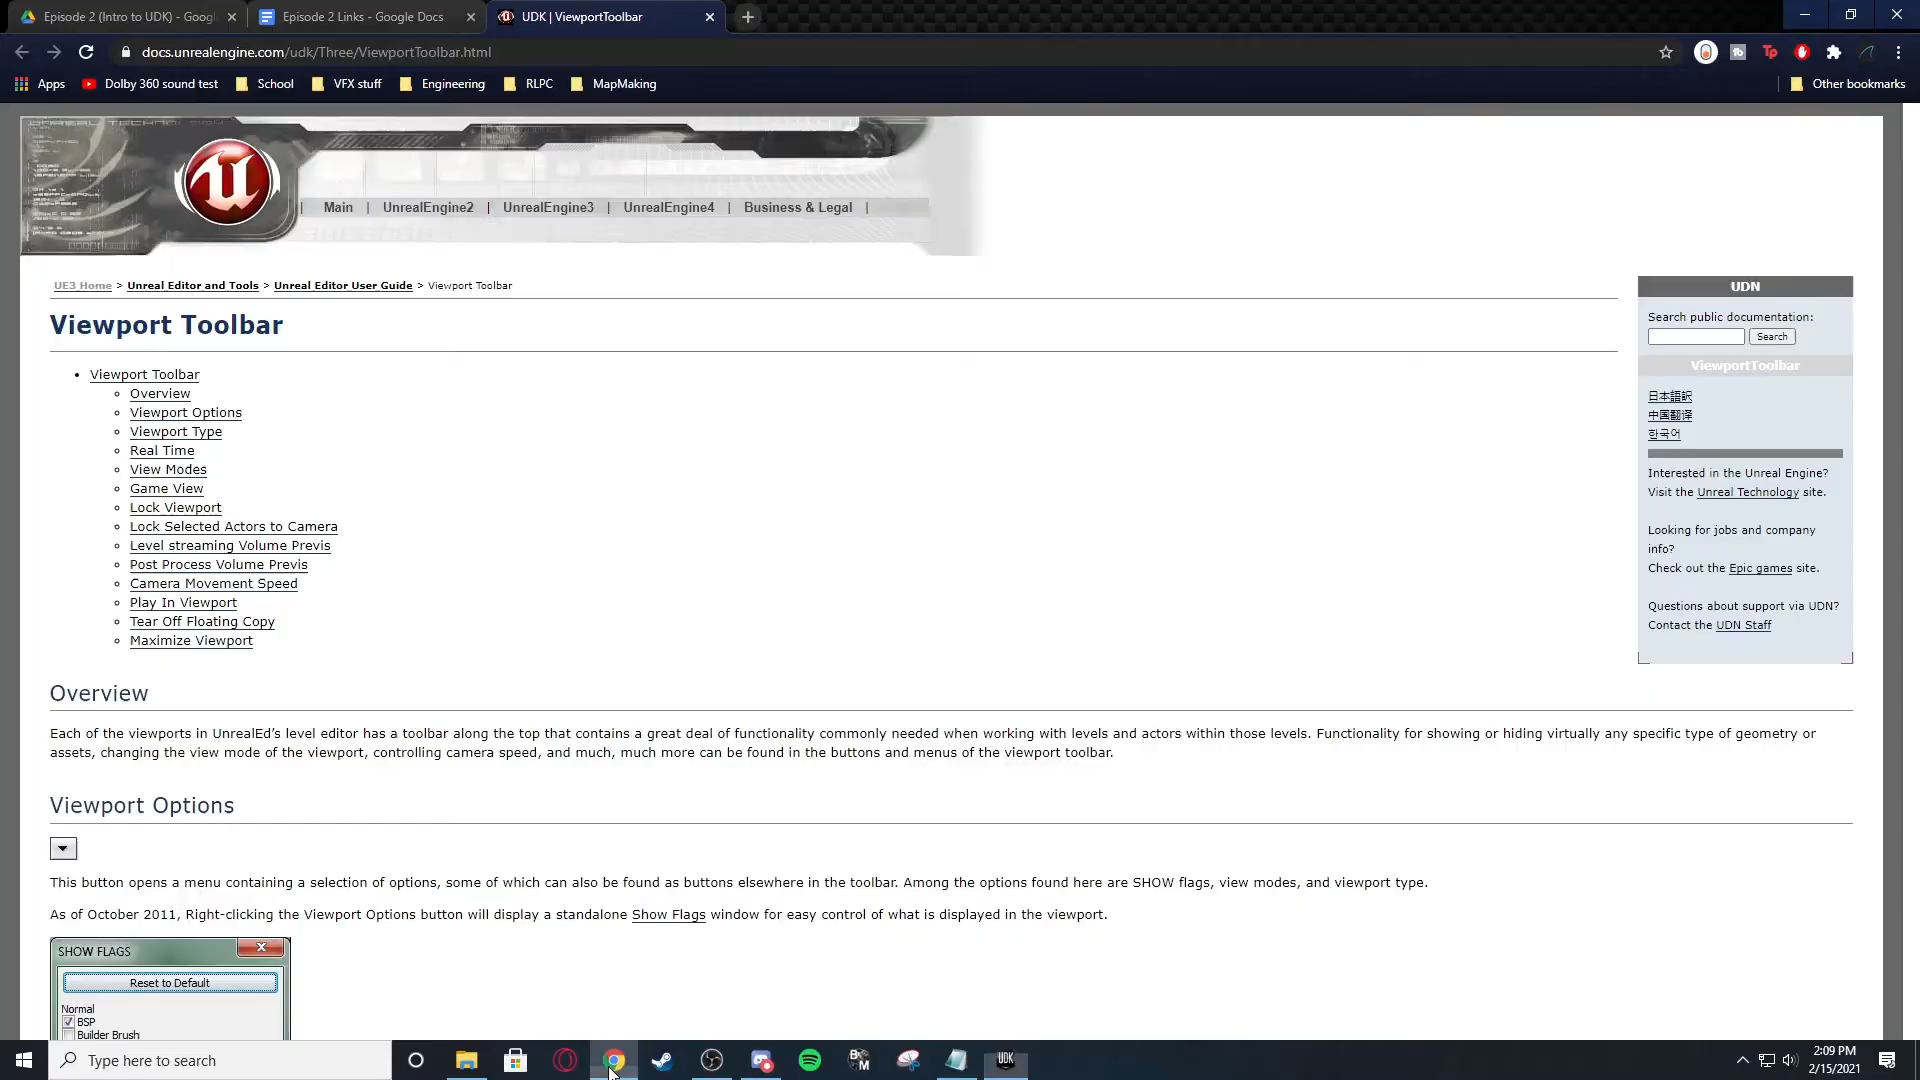 Episode 2 (Intro to UDK) - Googl
Episode 2 Links - Google Docs
UDK | ViewportToolbar
docs.unrealengine.com/udk/Three/ViewportToolbar.html
Apps
Dolby 360 sound test
School
VFX stuff
Engineering
RLPC
MapMaking
Other bookmarks
| Main | UnrealEngine2 | UnrealEngine3 | UnrealEngine4 | Business & Legal |
UE3 Home > Unreal Editor and Tools > Unreal Editor User Guide > Viewport Toolbar
Viewport Toolbar
• Viewport Toolbar
Overview
Viewport Options
Viewport Type
Real Time
View Modes
Game View
Lock Viewport
Lock Selected Actors to Camera
Level streaming Volume Previs
Post Process Volume Previs
Camera Movement Speed
Play In Viewport
Tear Off Floating Copy
Maximize Viewport
UDN
Search public documentation:
Search
ViewportToolbar
日本語訳
中国翻译
한국어
Interested in the Unreal Engine?
Visit the Unreal Technology site.
Looking for jobs and company
info?
Check out the Epic games site.
Questions about support via UDN?
Contact the UDN Staff
Overview
Each of the viewports in UnrealEd’s level editor has a toolbar along the top that contains a great deal of functionality commonly needed when working with levels and actors within those levels. Functionality for showing or hiding virtually any specific type of geometry or
assets, changing the view mode of the viewport, controlling camera speed, and much, much more can be found in the buttons and menus of the viewport toolbar.
Viewport Options
This button opens a menu containing a selection of options, some of which can also be found as buttons elsewhere in the toolbar. Among the options found here are SHOW flags, view modes, and viewport type.
As of October 2011, Right-clicking the Viewport Options button will display a standalone Show Flags window for easy control of what is displayed in the viewport.
SHOW FLAGS
Reset to Default
Normal
BSP
Builder Brush
Type here to search
UDK
2:09 PM
2/15/2021